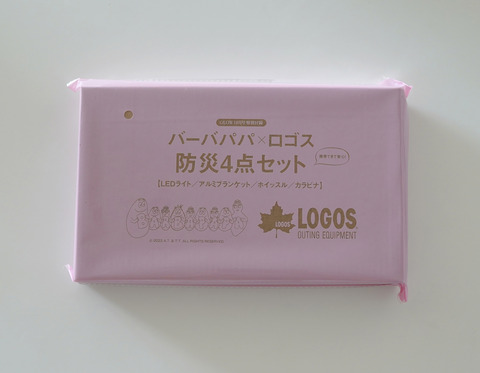 バーバパパ×ロゴス
防災4点セット
【LEDライト/アルミブランケット/ホイッスル/カラビナ】
LOGOS
LOGOS
OUTING EQUIPMENT